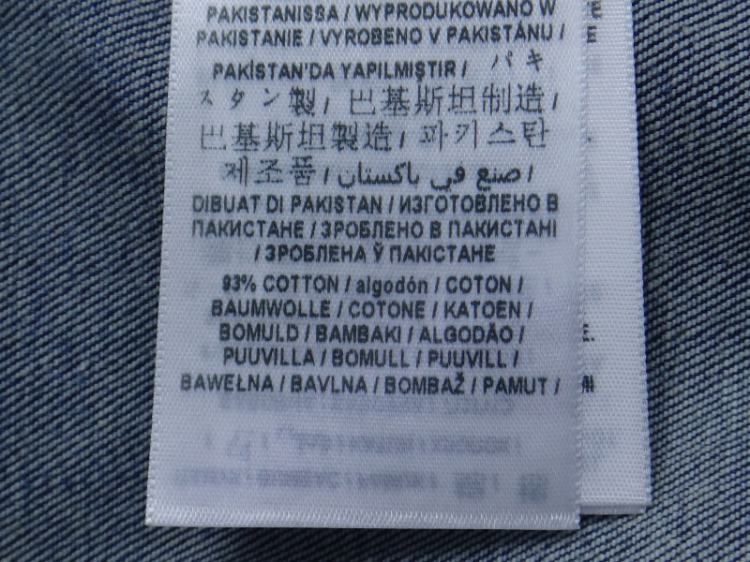 PAKISTANISSA / WYPRODUKOWANO W
PAKISTANIE / VYROBENO V PAKISTÁNU /
PAKİSTAN'DA YAPILMIŞTIR / パキ
スタン製 / 巴基斯坦制造 /
巴基斯坦製造 / 파키스탄
제조품 / صنع في باكستان /
DIBUAT DI PAKISTAN / ИЗГОТОВЛЕНО В
ПАКИСТАНЕ / ЗРОБЛЕНО В ПАКИСТАНІ
/ ЗРОБЛЕНА Ў ПАКІСТАНЕ
93% COTTON / algodón / COTON /
BAUMWOLLE / COTONE / KATOEN /
BOMULD / BAMBAKI / ALGODÃO /
PUUVILLA / BOMULL / PUUVILL /
BAWEŁNA / BAVLNA / BOMBAŽ / PAMUT /